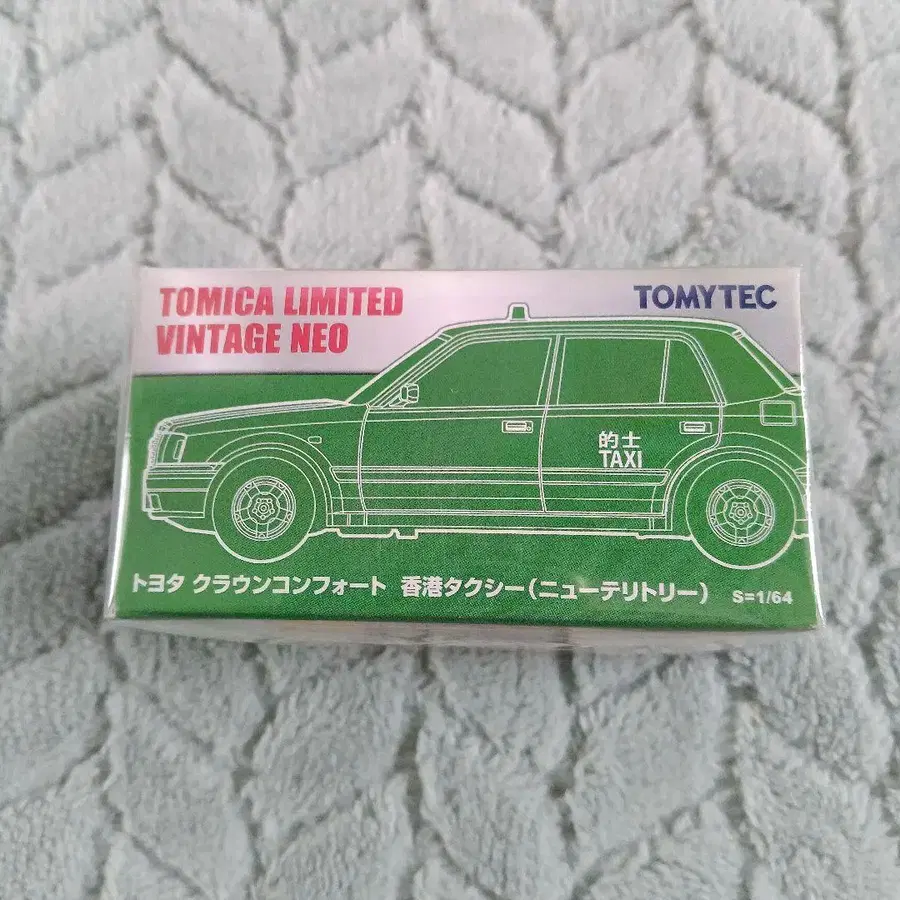 TOMICA LIMITED
VINTAGE NEO
TOMYTEC
的士
TAXI
トヨタ クラウンコンフォート 香港タクシー(ニューテリトリー) S=1/64